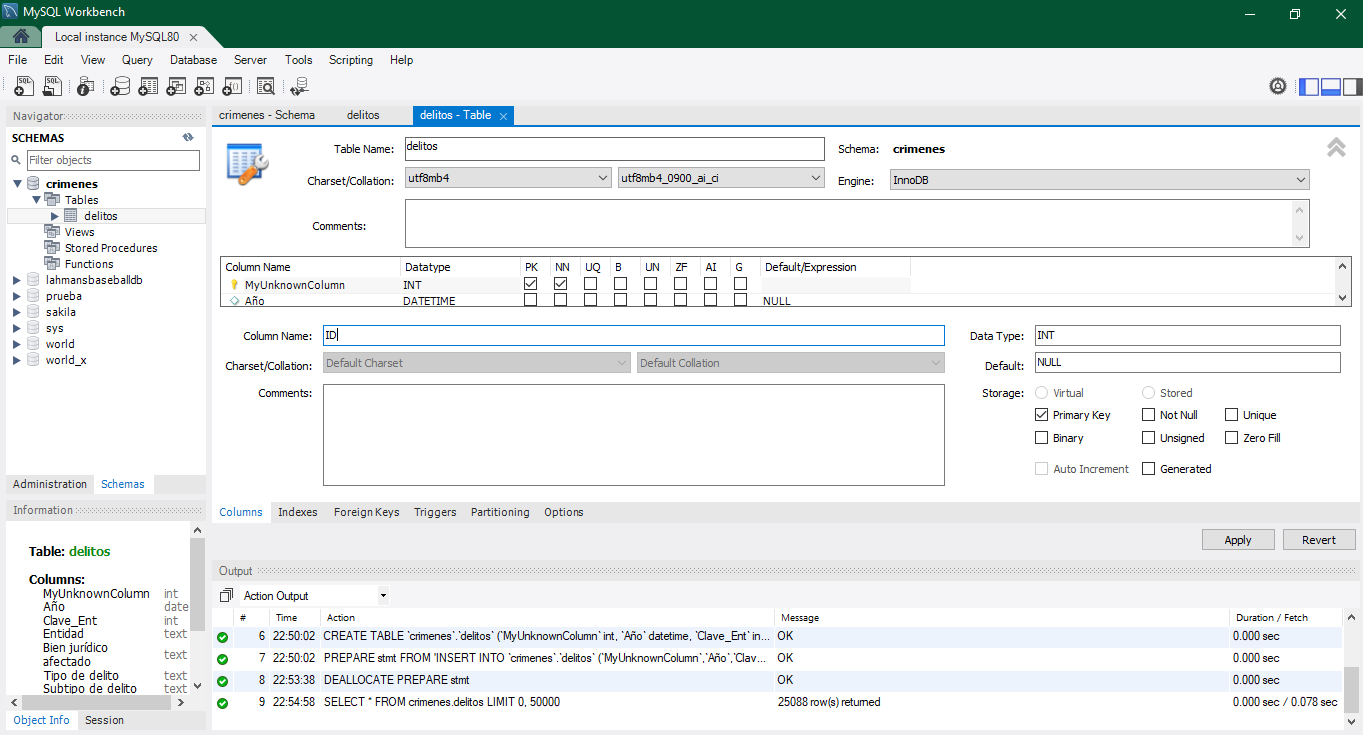 MySQL Workbench
Local instance MySQL80
File Edit View Query Database Server Tools Scripting Help
Navigator
SCHEMAS
Filter objects
crimenes
Tables
delitos
Views
Stored Procedures
Functions
lahmansbaseballdb
prueba
sakila
sys
world
world_x
Administration Schemas
Information
Table: delitos
Columns:
MyUnknownColumn int
Año date
Clave_Ent int
Entidad text
Bien jurídico
afectado text
Tipo de delito text
Subtipo de delito text
Object Info Session
crimenes - Schema delitos delitos - Table
Table Name: delitos Schema: crimenes
Charset/Collation: utf8mb4 utf8mb4_0900_ai_ci Engine: InnoDB
Comments:
Column Name Datatype PK NN UQ B UN ZF AI G Default/Expression
MyUnknownColumn INT
Año DATETIME NULL
Column Name: ID Data Type: INT
Charset/Collation: Default Charset Default Collation Default: NULL
Comments: Storage: Virtual Stored
Primary Key Not Null Unique
Binary Unsigned Zero Fill
Auto Increment Generated
Columns Indexes Foreign Keys Triggers Partitioning Options
Apply Revert
Output
Action Output
# Time Action Message Duration / Fetch
6 22:50:02 CREATE TABLE `crimenes`.`delitos` (`MyUnknownColumn` int, `Año` datetime, `Clave_Ent` in... OK 0.000 sec
7 22:50:02 PREPARE stmt FROM 'INSERT INTO `crimenes`.`delitos` (`MyUnknownColumn`,`Año`,`Clav... OK 0.000 sec
8 22:53:38 DEALLOCATE PREPARE stmt OK 0.000 sec
9 22:54:58 SELECT * FROM crimenes.delitos LIMIT 0, 50000 25088 row(s) returned 0.000 sec / 0.078 sec